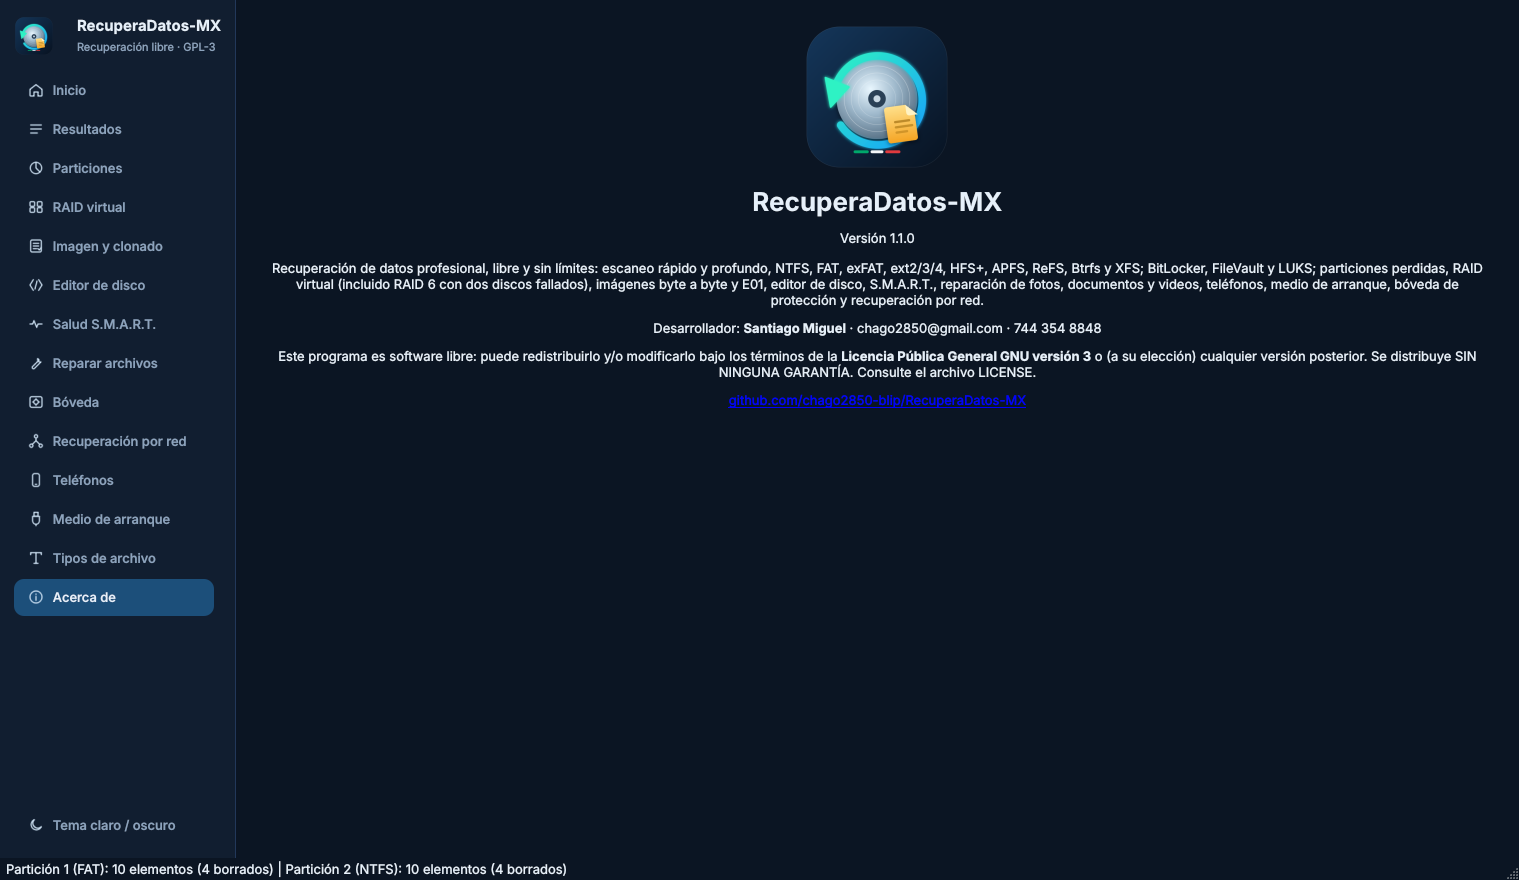 RecuperaDatos-MX
Recuperación libre · GPL-3
Inicio
Resultados
Particiones
RAID virtual
Imagen y clonado
Editor de disco
Salud S.M.A.R.T.
Reparar archivos
Bóveda
Recuperación por red
Teléfonos
Medio de arranque
Tipos de archivo
Acerca de
Tema claro / oscuro
RecuperaDatos-MX
Versión 1.1.0
Recuperación de datos profesional, libre y sin límites: escaneo rápido y profundo, NTFS, FAT, exFAT, ext2/3/4, HFS+, APFS, ReFS, Btrfs y XFS; BitLocker, FileVault y LUKS; particiones perdidas, RAID
virtual (incluido RAID 6 con dos discos fallados), imágenes byte a byte y E01, editor de disco, S.M.A.R.T., reparación de fotos, documentos y videos, teléfonos, medio de arranque, bóveda de
protección y recuperación por red.
Desarrollador: Santiago Miguel · chago2850@gmail.com · 744 354 8848
Este programa es software libre: puede redistribuirlo y/o modificarlo bajo los términos de la Licencia Pública General GNU versión 3 o (a su elección) cualquier versión posterior. Se distribuye SIN
NINGUNA GARANTÍA. Consulte el archivo LICENSE.
github.com/chago2850-blip/RecuperaDatos-MX
Partición 1 (FAT): 10 elementos (4 borrados) | Partición 2 (NTFS): 10 elementos (4 borrados)